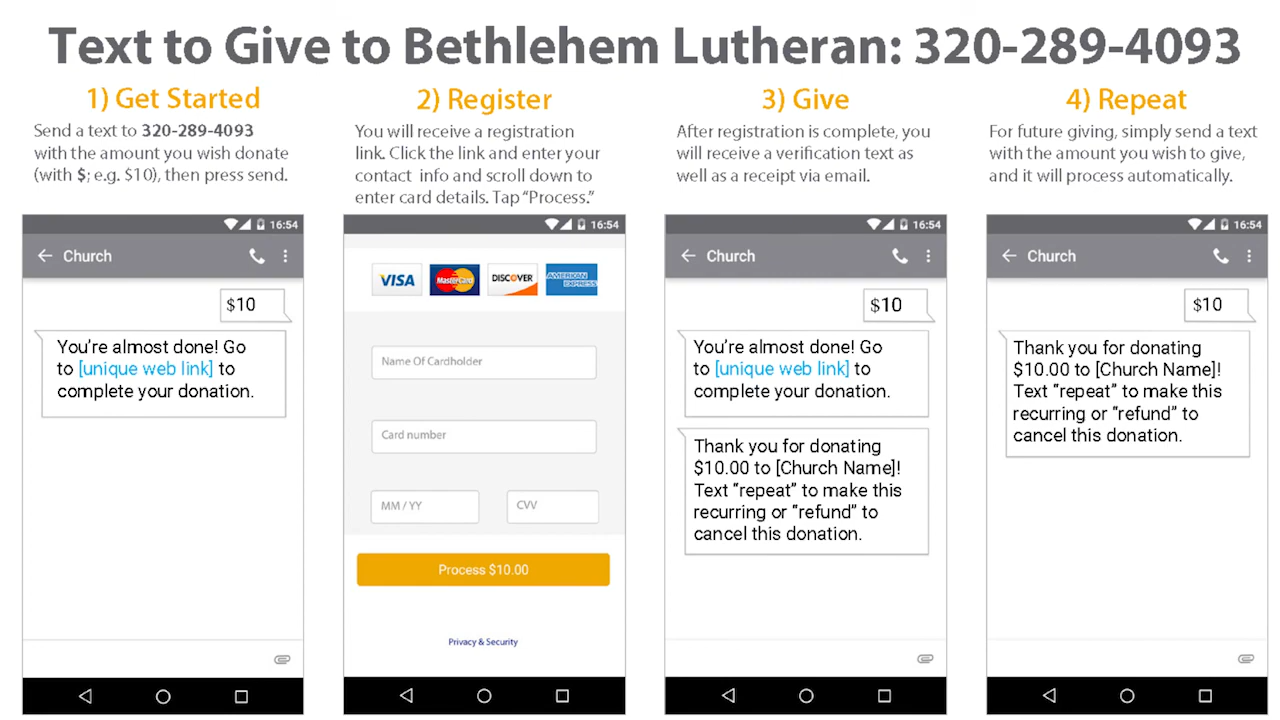 Text to Give to Bethlehem Lutheran: 320-289-4093
1) Get Started
Send a text to 320-289-4093
with the amount you wish donate
(with $; e.g. $10), then press send.
16:54
Church
$10
You're almost done! Go
to [unique web link] to
complete your donation.
2) Register
You will receive a registration
link. Click the link and enter your
contact info and scroll down to
enter card details. Tap “Process.”
16:54
VISA
MasterCard
DISCOVER
AMERICAN
EXPRESS
Name Of Cardholder
Card number
MM / YY
CVV
Process $10.00
Privacy & Security
3) Give
After registration is complete, you
will receive a verification text as
well as a receipt via email.
16:54
Church
$10
You're almost done! Go
to [unique web link] to
complete your donation.
Thank you for donating
$10.00 to [Church Name]!
Text “repeat” to make this
recurring or “refund” to
cancel this donation.
4) Repeat
For future giving, simply send a text
with the amount you wish to give,
and it will process automatically.
16:54
Church
$10
Thank you for donating
$10.00 to [Church Name]!
Text “repeat” to make this
recurring or “refund” to
cancel this donation.